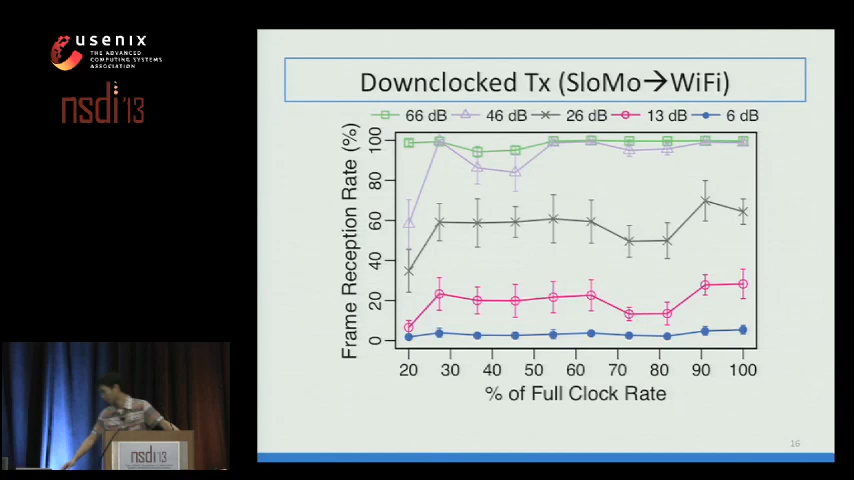 usenix
THE ADVANCED
COMPUTING SYSTEMS
ASSOCIATION
nsdi '13
Downclocked Tx (SloMo→WiFi)
66 dB 46 dB 26 dB 13 dB 6 dB
Frame Reception Rate (%)
100
80
60
40
20
0
20 30 40 50 60 70 80 90 100
% of Full Clock Rate
16
nsdi '13